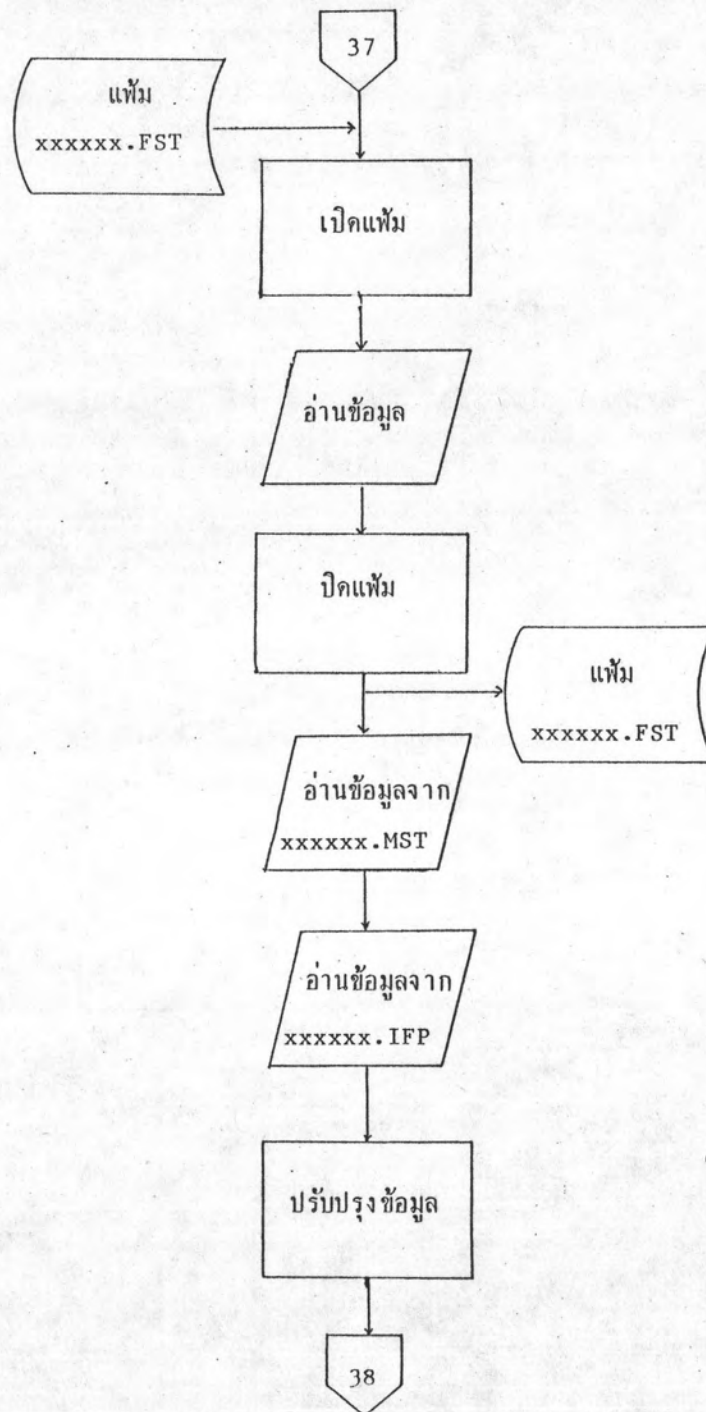 37
แฟ้ม
xxxxxx.FST
เปิดแฟ้ม
อ่านข้อมูล
ปิดแฟ้ม
แฟ้ม
xxxxxx.FST
อ่านข้อมูลจาก
xxxxxx.MST
อ่านข้อมูลจาก
xxxxxx.IFP
ปรับปรุงข้อมูล
38